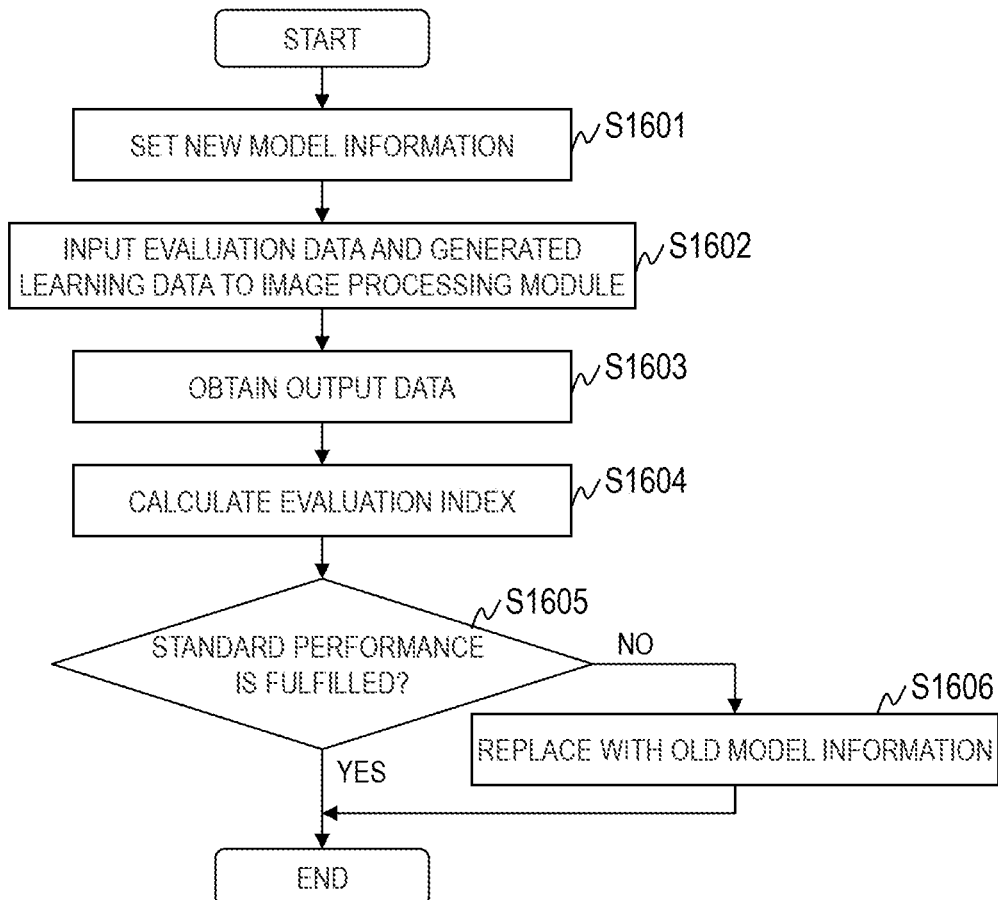 START
SET NEW MODEL INFORMATION
S1601
INPUT EVALUATION DATA AND GENERATED
LEARNING DATA TO IMAGE PROCESSING MODULE
S1602
OBTAIN OUTPUT DATA
S1603
CALCULATE EVALUATION INDEX
S1604
STANDARD PERFORMANCE
IS FULFILLED?
S1605
NO
REPLACE WITH OLD MODEL INFORMATION
S1606
YES
END